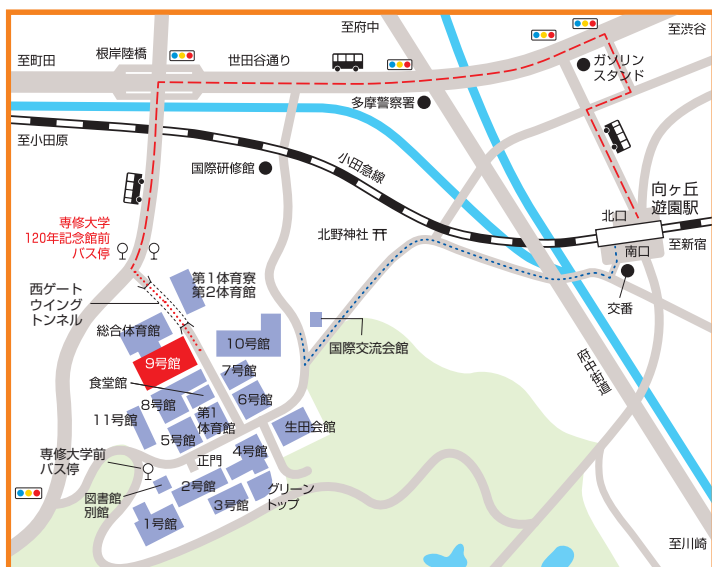 至府中
至渋谷
至町田
根岸陸橋
世田谷通り
ガソリン
スタンド
多摩警察署
至小田原
国際研修館
小田急線
向ヶ丘
遊園駅
北口
南口
至新宿
交番
専修大学
120年記念館前
バス停
北野神社
西ゲート
ウイング
トンネル
第1体育寮
第2体育館
総合体育館
国際交流会館
府中街道
10号館
9号館
7号館
食堂館
6号館
8号館
第1
体育館
11号館
5号館
生田会館
専修大学前
バス停
正門
4号館
図書館
別館
2号館
グリーン
トップ
3号館
1号館
至川崎